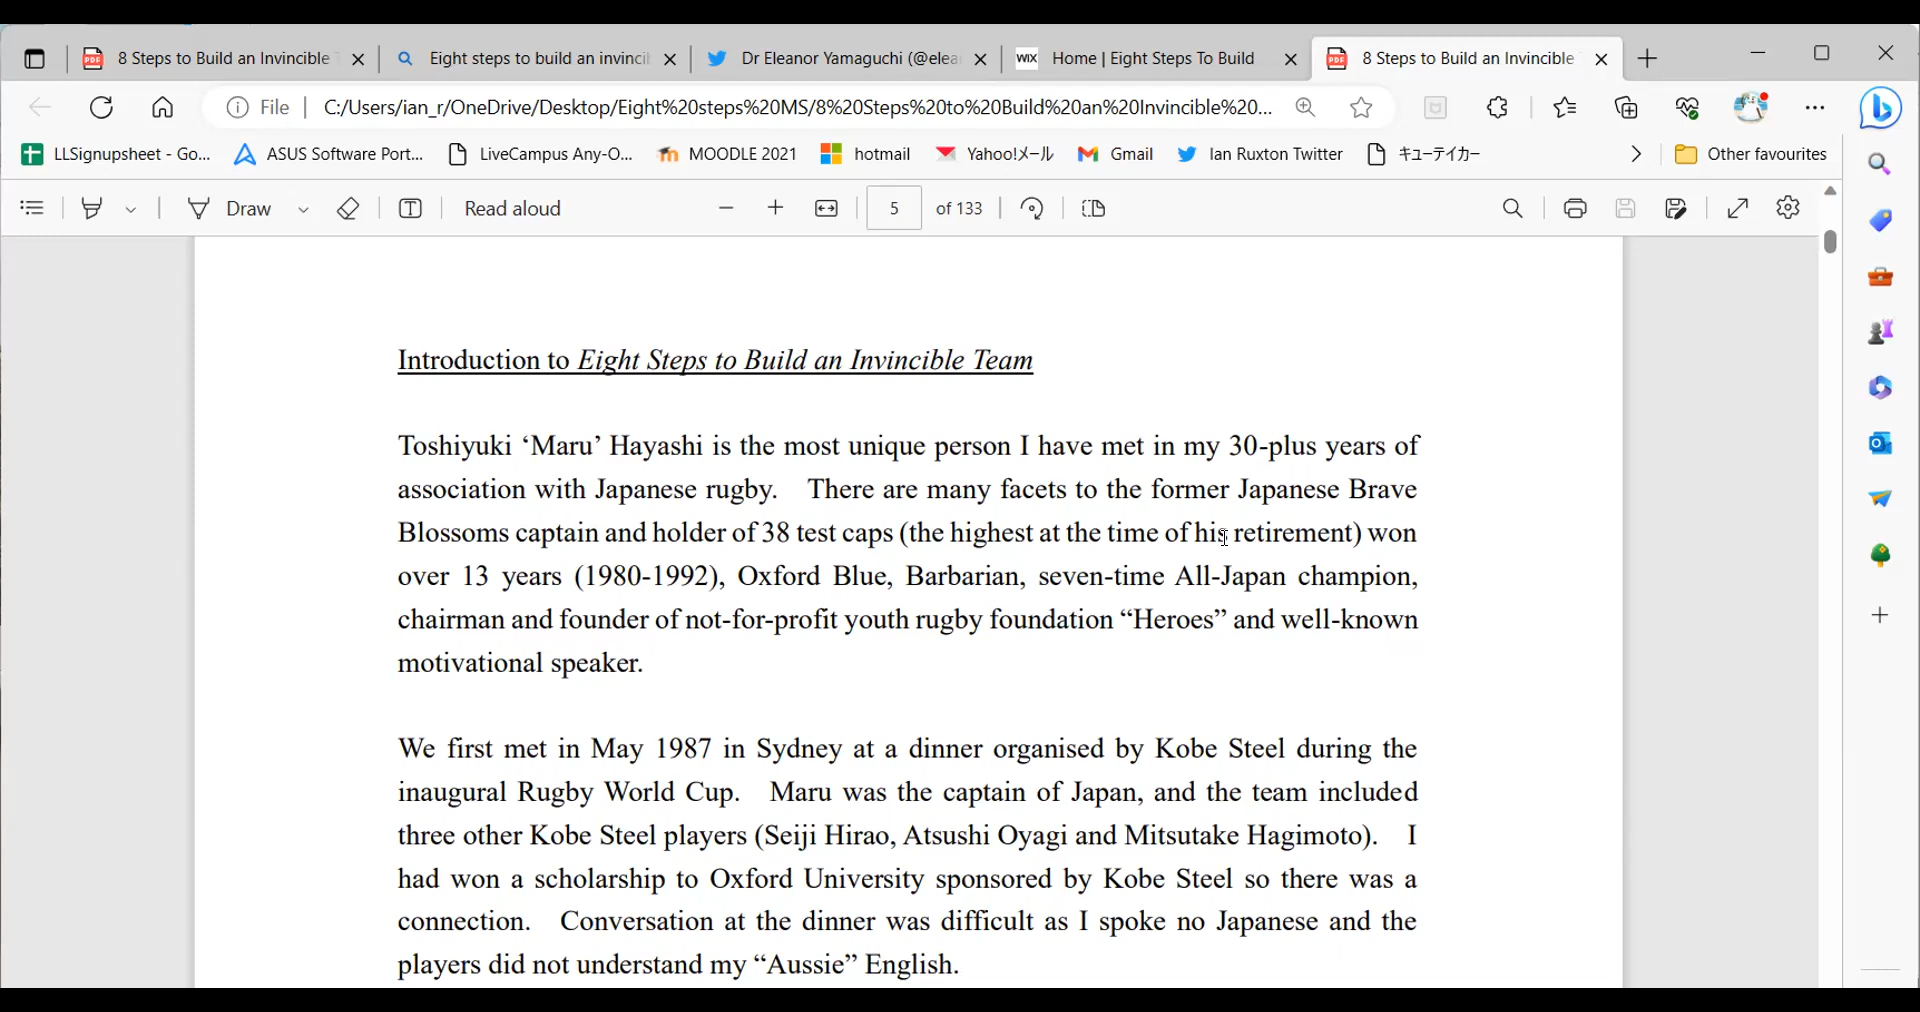 8 Steps to Build an Invincible
Eight steps to build an invincil
Dr Eleanor Yamaguchi (@elea
WIX
Home | Eight Steps To Build
8 Steps to Build an Invincible
File
C:/Users/ian_r/OneDrive/Desktop/Eight%20steps%20MS/8%20Steps%20to%20Build%20an%20Invincible%20...
LLSignupsheet - Go...
ASUS Software Port...
LiveCampus Any-O...
MOODLE 2021
hotmail
Yahoo!メール
Gmail
Ian Ruxton Twitter
キューテイカー
Other favourites
Draw
Read aloud
5
of 133
Introduction to Eight Steps to Build an Invincible Team
Toshiyuki ‘Maru’ Hayashi is the most unique person I have met in my 30-plus years of
association with Japanese rugby. There are many facets to the former Japanese Brave
Blossoms captain and holder of 38 test caps (the highest at the time of his retirement) won
over 13 years (1980-1992), Oxford Blue, Barbarian, seven-time All-Japan champion,
chairman and founder of not-for-profit youth rugby foundation “Heroes” and well-known
motivational speaker.
We first met in May 1987 in Sydney at a dinner organised by Kobe Steel during the
inaugural Rugby World Cup. Maru was the captain of Japan, and the team included
three other Kobe Steel players (Seiji Hirao, Atsushi Oyagi and Mitsutake Hagimoto). I
had won a scholarship to Oxford University sponsored by Kobe Steel so there was a
connection. Conversation at the dinner was difficult as I spoke no Japanese and the
players did not understand my “Aussie” English.